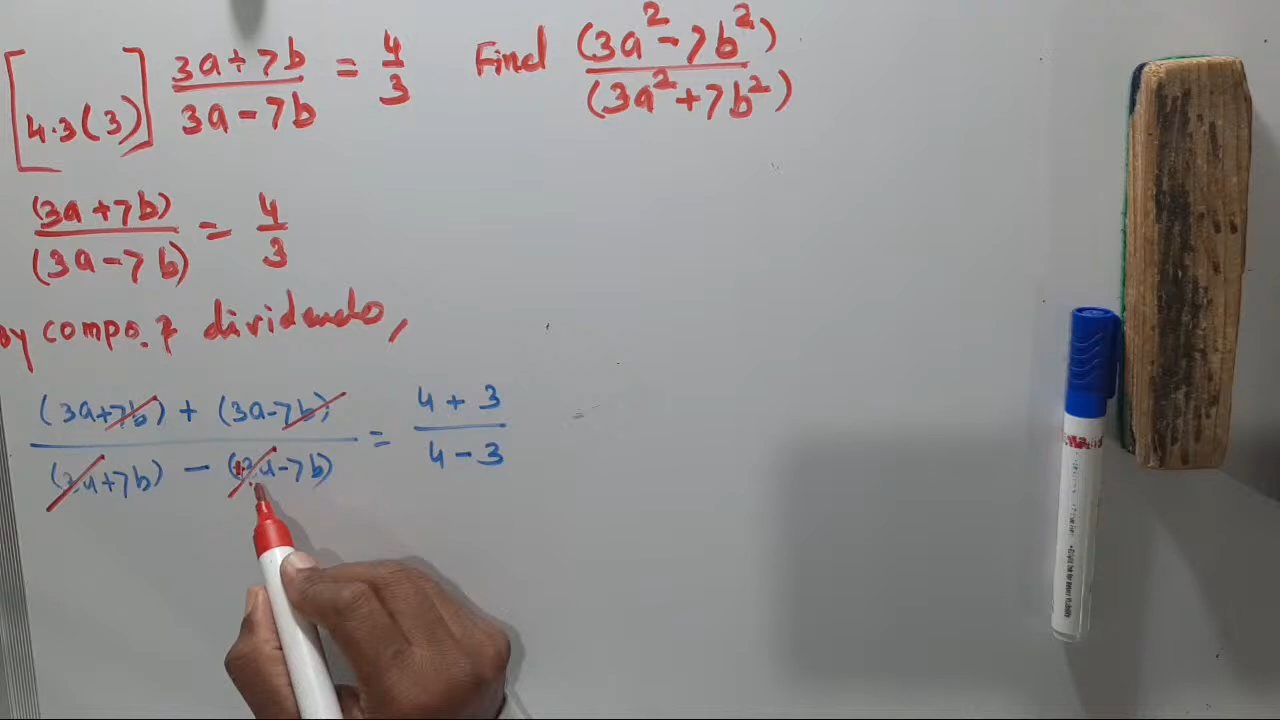 [4.3(3)] (3a+7b)/(3a-7b) = 4/3 Find (3a²-7b²)/(3a²+7b²)
(3a+7b)/(3a-7b) = 4/3
By compo. & dividendo,
((3a+7b) + (3a-7b))/((3a+7b) - (3a-7b)) = (4+3)/(4-3)